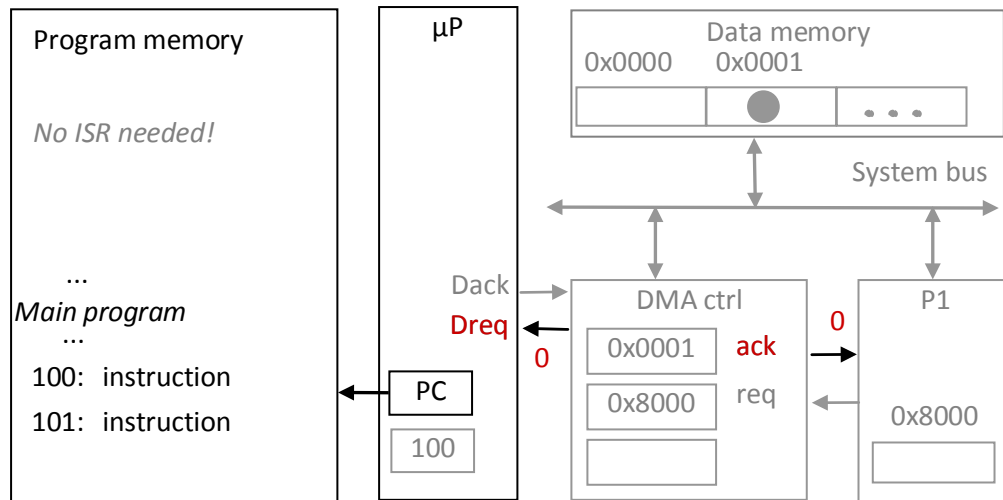 Program memory
No ISR needed!
...
Main program
...
100: instruction
101: instruction
μP
Dack
Dreq
0
PC
100
Data memory
0x0000 0x0001
...
System bus
DMA ctrl
0x0001
ack
0x8000
req
0
P1
0x8000